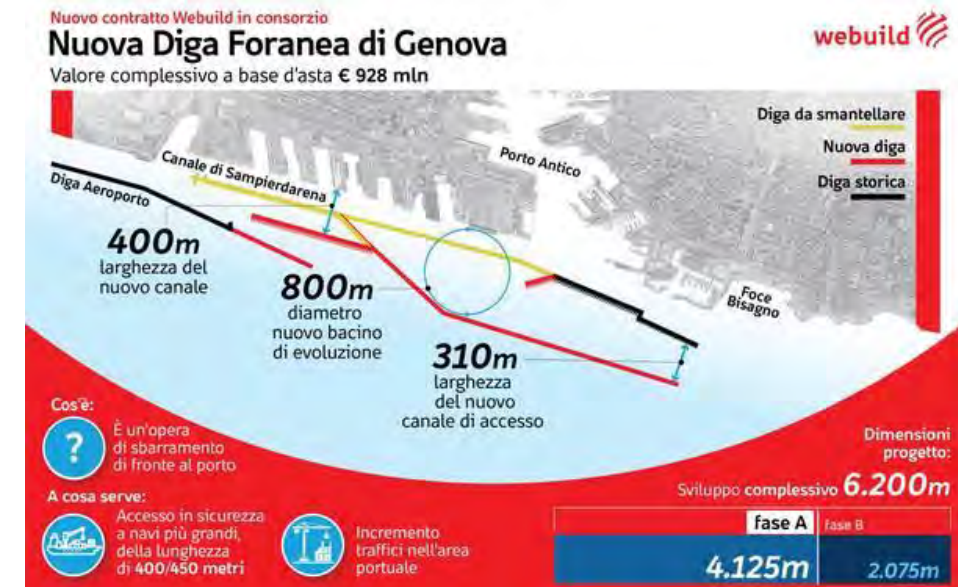 Nuovo contratto Webuild in consorzio
Nuova Diga Foranea di Genova
Valore complessivo a base d'asta € 928 mln
webuild
Diga da smantellare
Nuova diga
Diga storica
Canale di Sampierdarena
Porto Antico
Diga Aeroporto
Foce
Bisagno
400m
larghezza del
nuovo canale
800m
diametro
nuovo bacino
di evoluzione
310m
larghezza
del nuovo
canale di accesso
Cos'è:
?
È un'opera
di sbarramento
di fronte al porto
A cosa serve:
Accesso in sicurezza
a navi più grandi,
della lunghezza
di 400/450 metri
Incremento
traffici nell'area
portuale
Dimensioni
progetto:
Sviluppo complessivo 6.200m
fase A
fase B
4.125m
2.075m